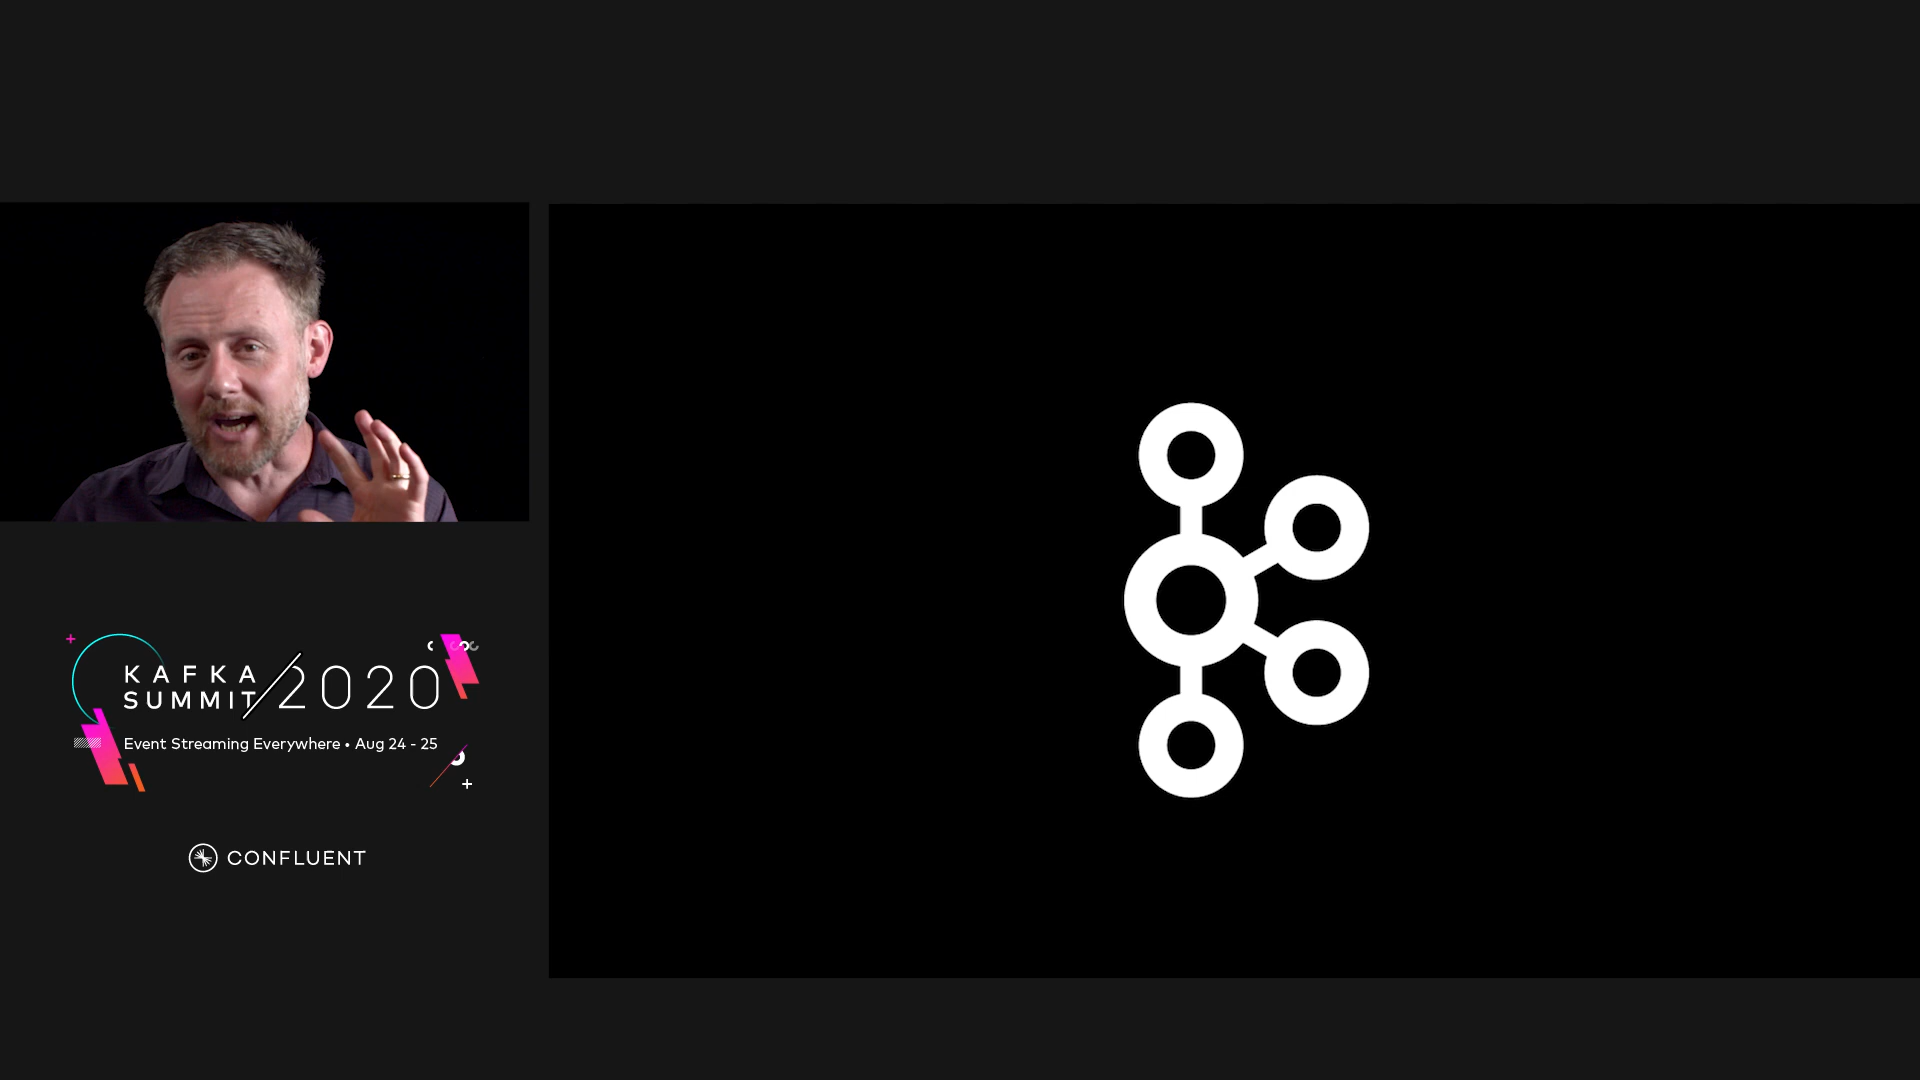 KAFKA
SUMMIT 2020
Event Streaming Everywhere • Aug 24 - 25
CONFLUENT